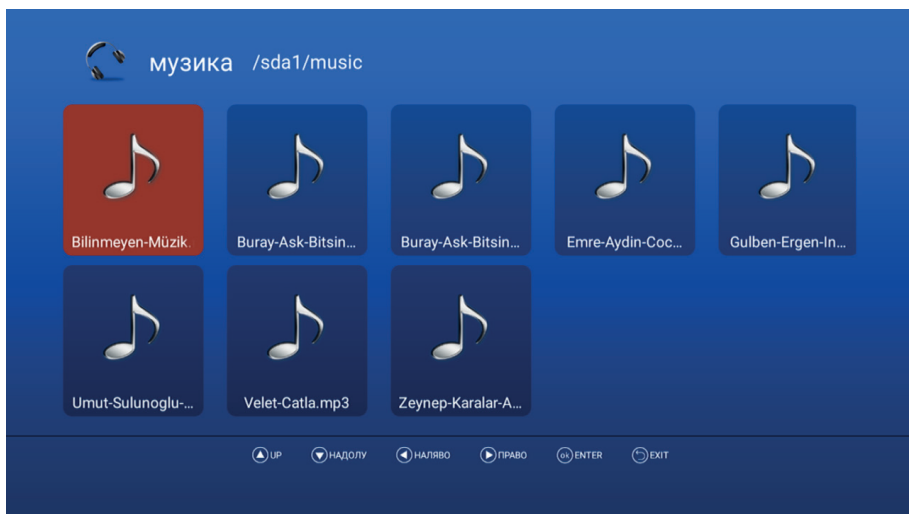 музика /sda1/music
Bilinmeyen-Müzik. Buray-Ask-Bitsin... Buray-Ask-Bitsin... Emre-Aydin-Coc... Gulben-Ergen-In...
Umut-Sulunoglu-... Velet-Catla.mp3 Zeynep-Karalar-A...
UP НАДОЛУ НАЛЯВО ПРАВО ok ENTER EXIT